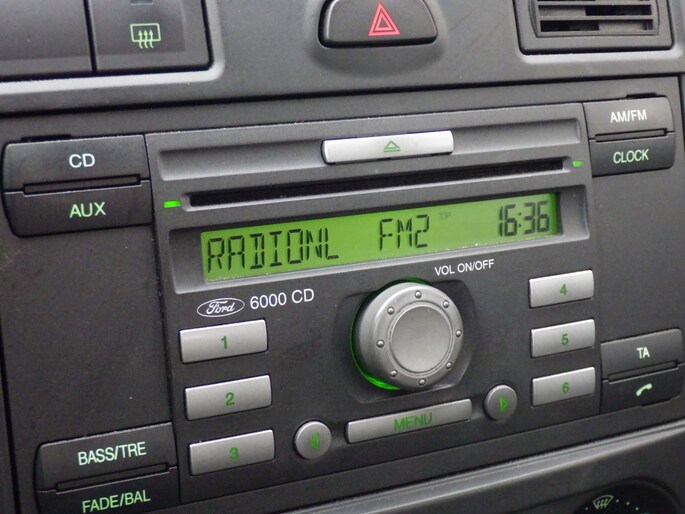 CD
AUX
AM/FM
CLOCK
RADIONL FM2 TP 16:36
VOL ON/OFF
Ford 6000 CD
1
2
3
4
5
6
MENU
TA
BASS/TRE
FADE/BAL